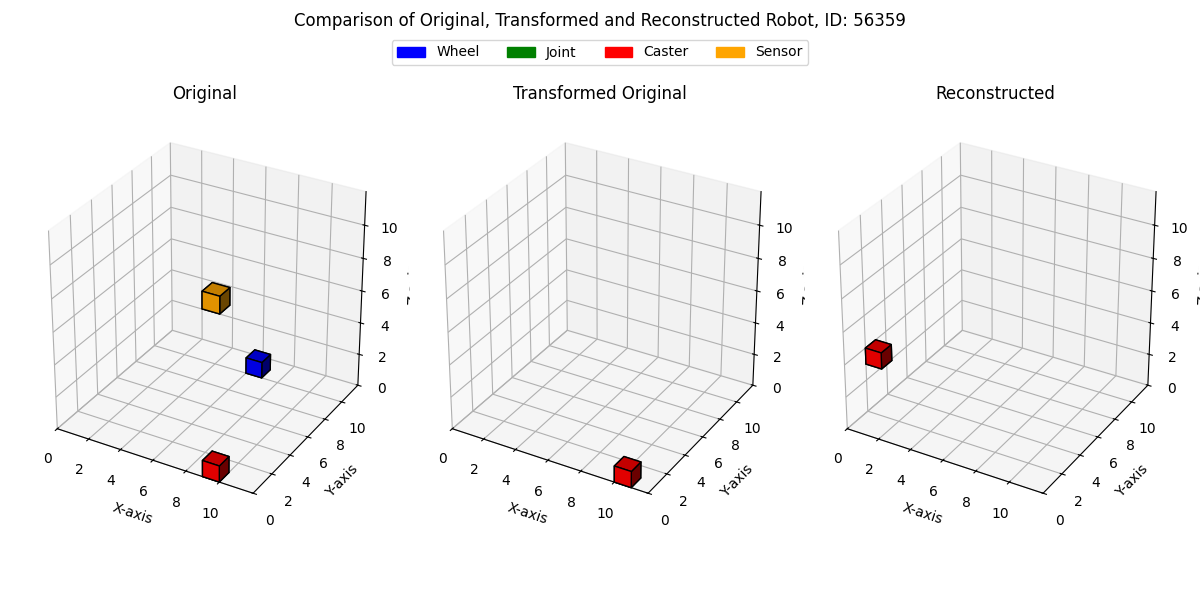 Comparison of Original, Transformed and Reconstructed Robot, ID: 56359
Wheel Joint Caster Sensor
Original Transformed Original Reconstructed
10 10 10
8 8 8
6 6 6
4 4 4
2 2 2
0 0 0
10 10 10
8 8 8
6 6 6
4 4 4
2 2 2
0 0 0
0 2 4 6 8 10 0 2 4 6 8 10 0 2 4 6 8 10
X-axis Y-axis X-axis Y-axis X-axis Y-axis